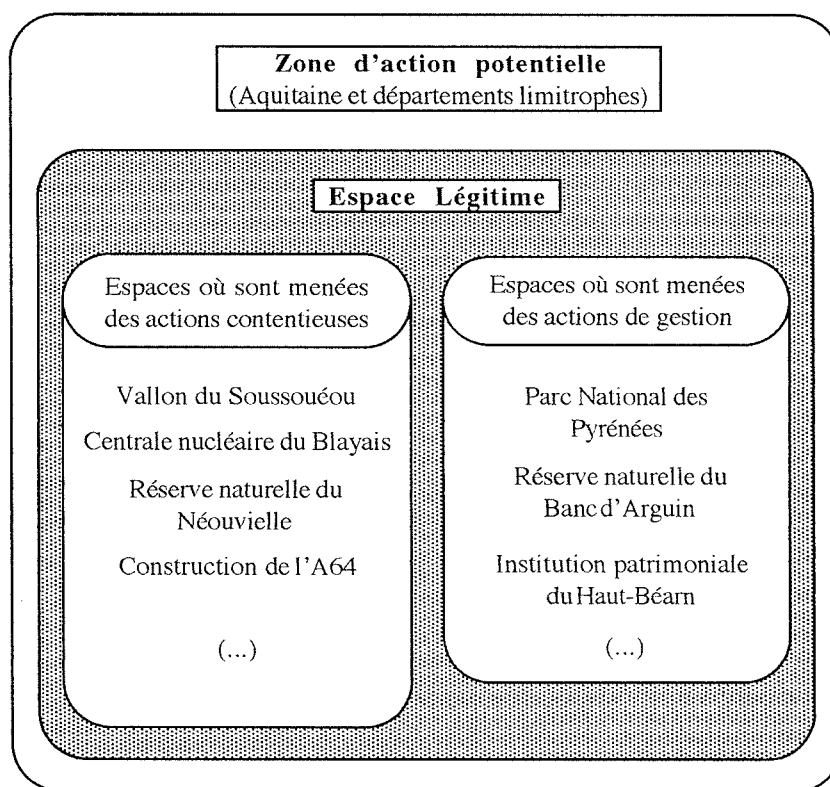 Zone d'action potentielle
(Aquitaine et départements limitrophes)
Espace Légitime
Espaces où sont menées
des actions contentieuses
Vallon du Soussouéou
Centrale nucléaire du Blayais
Réserve naturelle du
Néouvielle
Construction de l'A64
(...)
Espaces où sont menées
des actions de gestion
Parc National des
Pyrénées
Réserve naturelle du
Banc d'Arguin
Institution patrimoniale
du Haut-Béarn
(...)